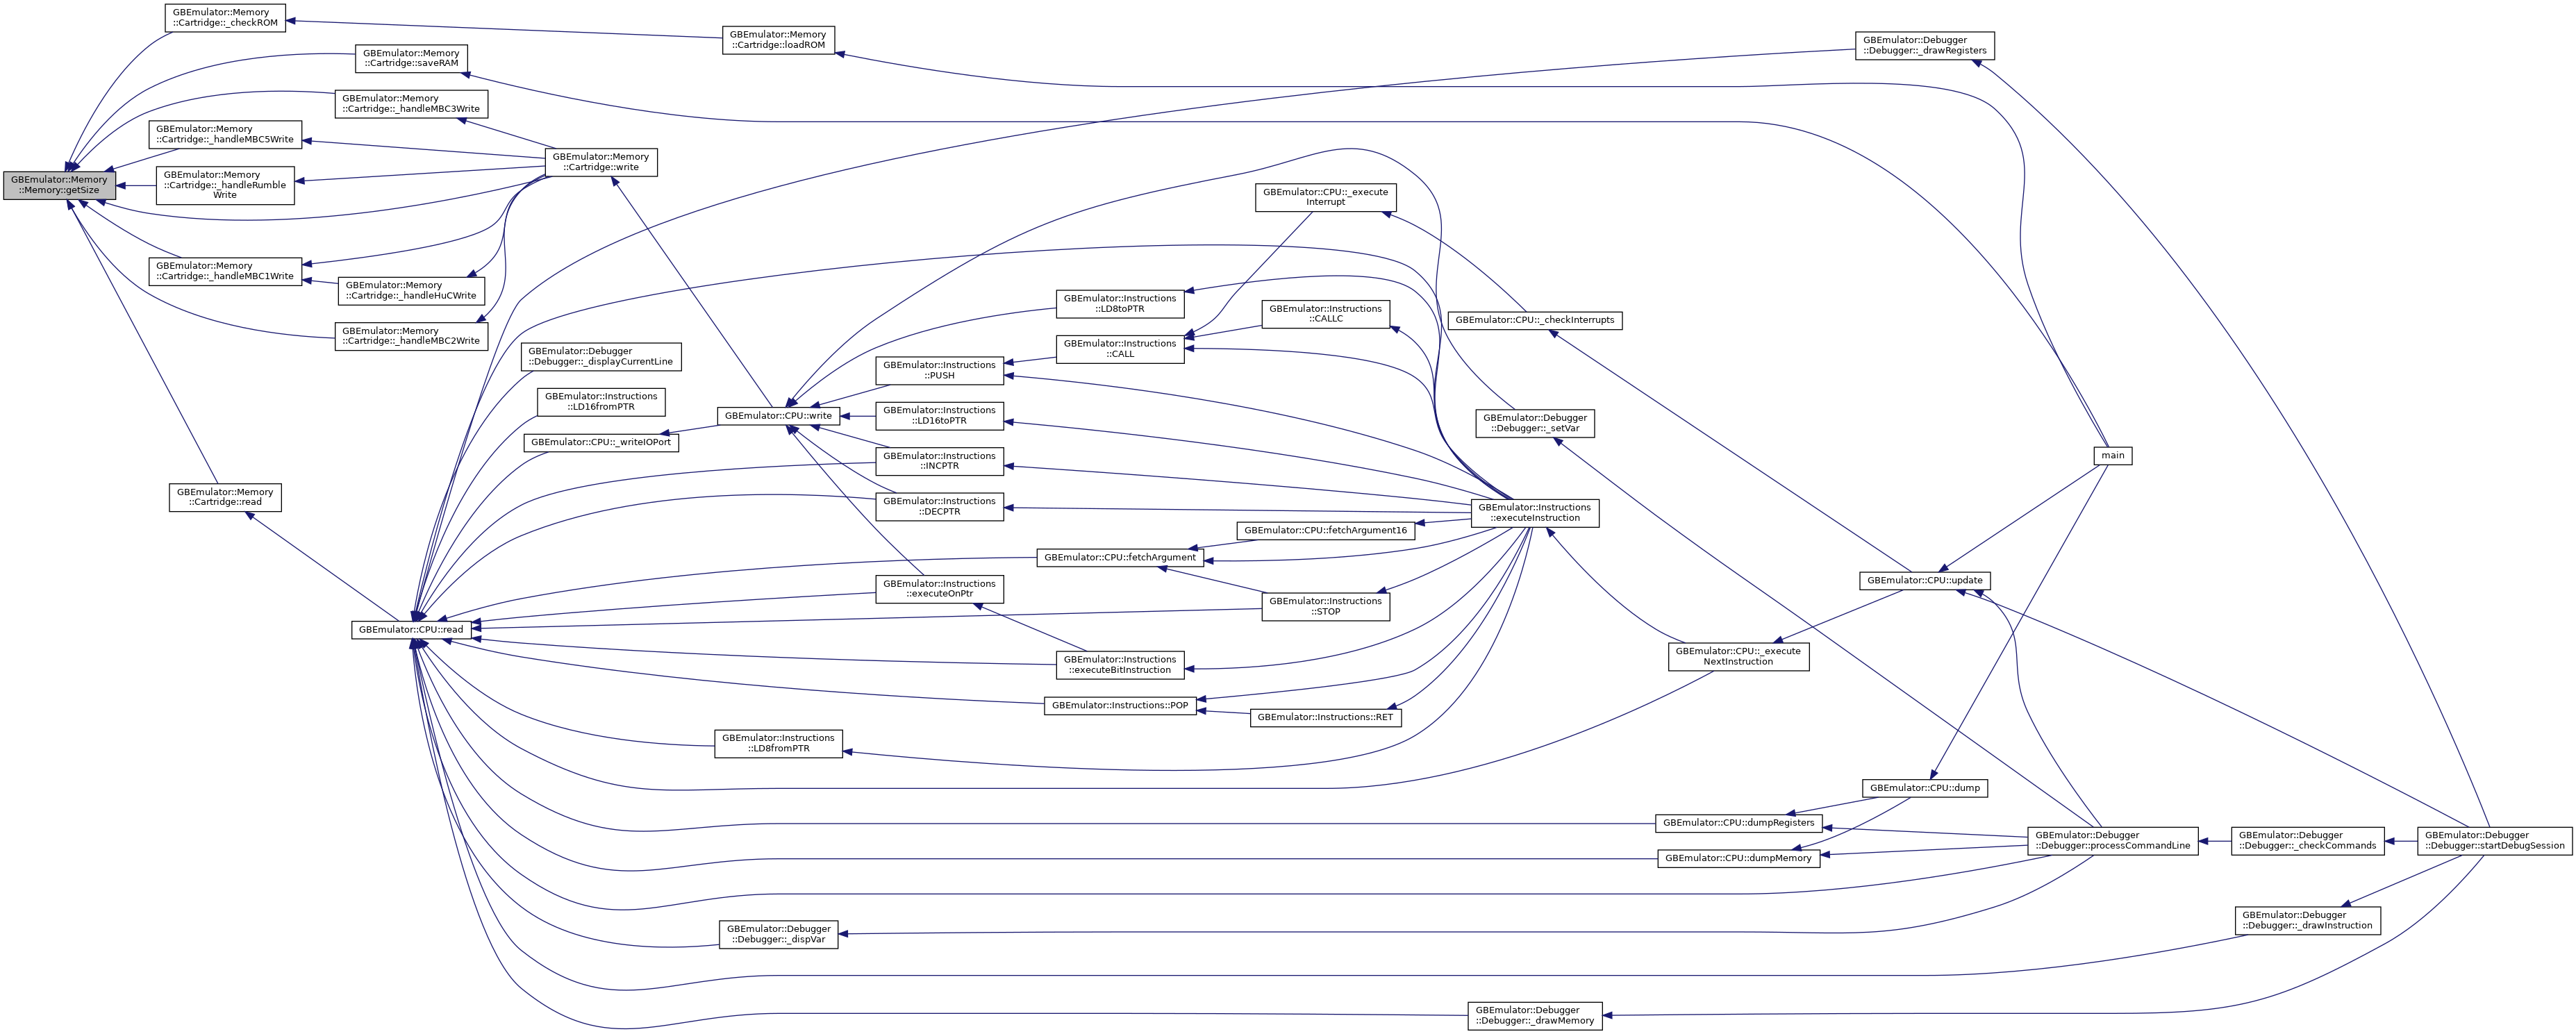 GBEmulator::Memory
::Cartridge::_checkROM
GBEmulator::Memory
::Cartridge::loadROM
GBEmulator::Debugger
::Debugger::_drawRegisters
GBEmulator::Memory
::Cartridge::saveRAM
GBEmulator::Memory
::Cartridge::_handleMBC3Write
GBEmulator::Memory
::Cartridge::_handleMBC5Write
GBEmulator::Memory
::Cartridge::write
GBEmulator::Memory
::Memory::getSize
GBEmulator::Memory
::Cartridge::_handleRumble
Write
GBEmulator::CPU::_execute
Interrupt
GBEmulator::Memory
::Cartridge::_handleMBC1Write
GBEmulator::Memory
::Cartridge::_handleHuCWrite
GBEmulator::Instructions
::LD8toPTR
GBEmulator::Instructions
::CALLC
GBEmulator::CPU::_checkInterrupts
GBEmulator::Memory
::Cartridge::_handleMBC2Write
GBEmulator::Instructions
::CALL
GBEmulator::Debugger
::Debugger::_displayCurrentLine
GBEmulator::Instructions
::PUSH
GBEmulator::Instructions
::LD16fromPTR
GBEmulator::CPU::write
GBEmulator::Instructions
::LD16toPTR
GBEmulator::Debugger
::Debugger::_setVar
GBEmulator::CPU::_writeIOPort
main
GBEmulator::Instructions
::INCPTR
GBEmulator::Memory
::Cartridge::read
GBEmulator::Instructions
::DECPTR
GBEmulator::Instructions
::executeInstruction
GBEmulator::CPU::fetchArgument16
GBEmulator::CPU::fetchArgument
GBEmulator::CPU::update
GBEmulator::Instructions
::executeOnPtr
GBEmulator::Instructions
::STOP
GBEmulator::CPU::read
GBEmulator::CPU::_execute
NextInstruction
GBEmulator::Instructions
::executeBitInstruction
GBEmulator::Instructions::POP
GBEmulator::Instructions::RET
GBEmulator::Instructions
::LD8fromPTR
GBEmulator::CPU::dump
GBEmulator::CPU::dumpRegisters
GBEmulator::Debugger
::Debugger::processCommandLine
GBEmulator::Debugger
::Debugger::_checkCommands
GBEmulator::Debugger
::Debugger::startDebugSession
GBEmulator::CPU::dumpMemory
GBEmulator::Debugger
::Debugger::_dispVar
GBEmulator::Debugger
::Debugger::_drawInstruction
GBEmulator::Debugger
::Debugger::_drawMemory